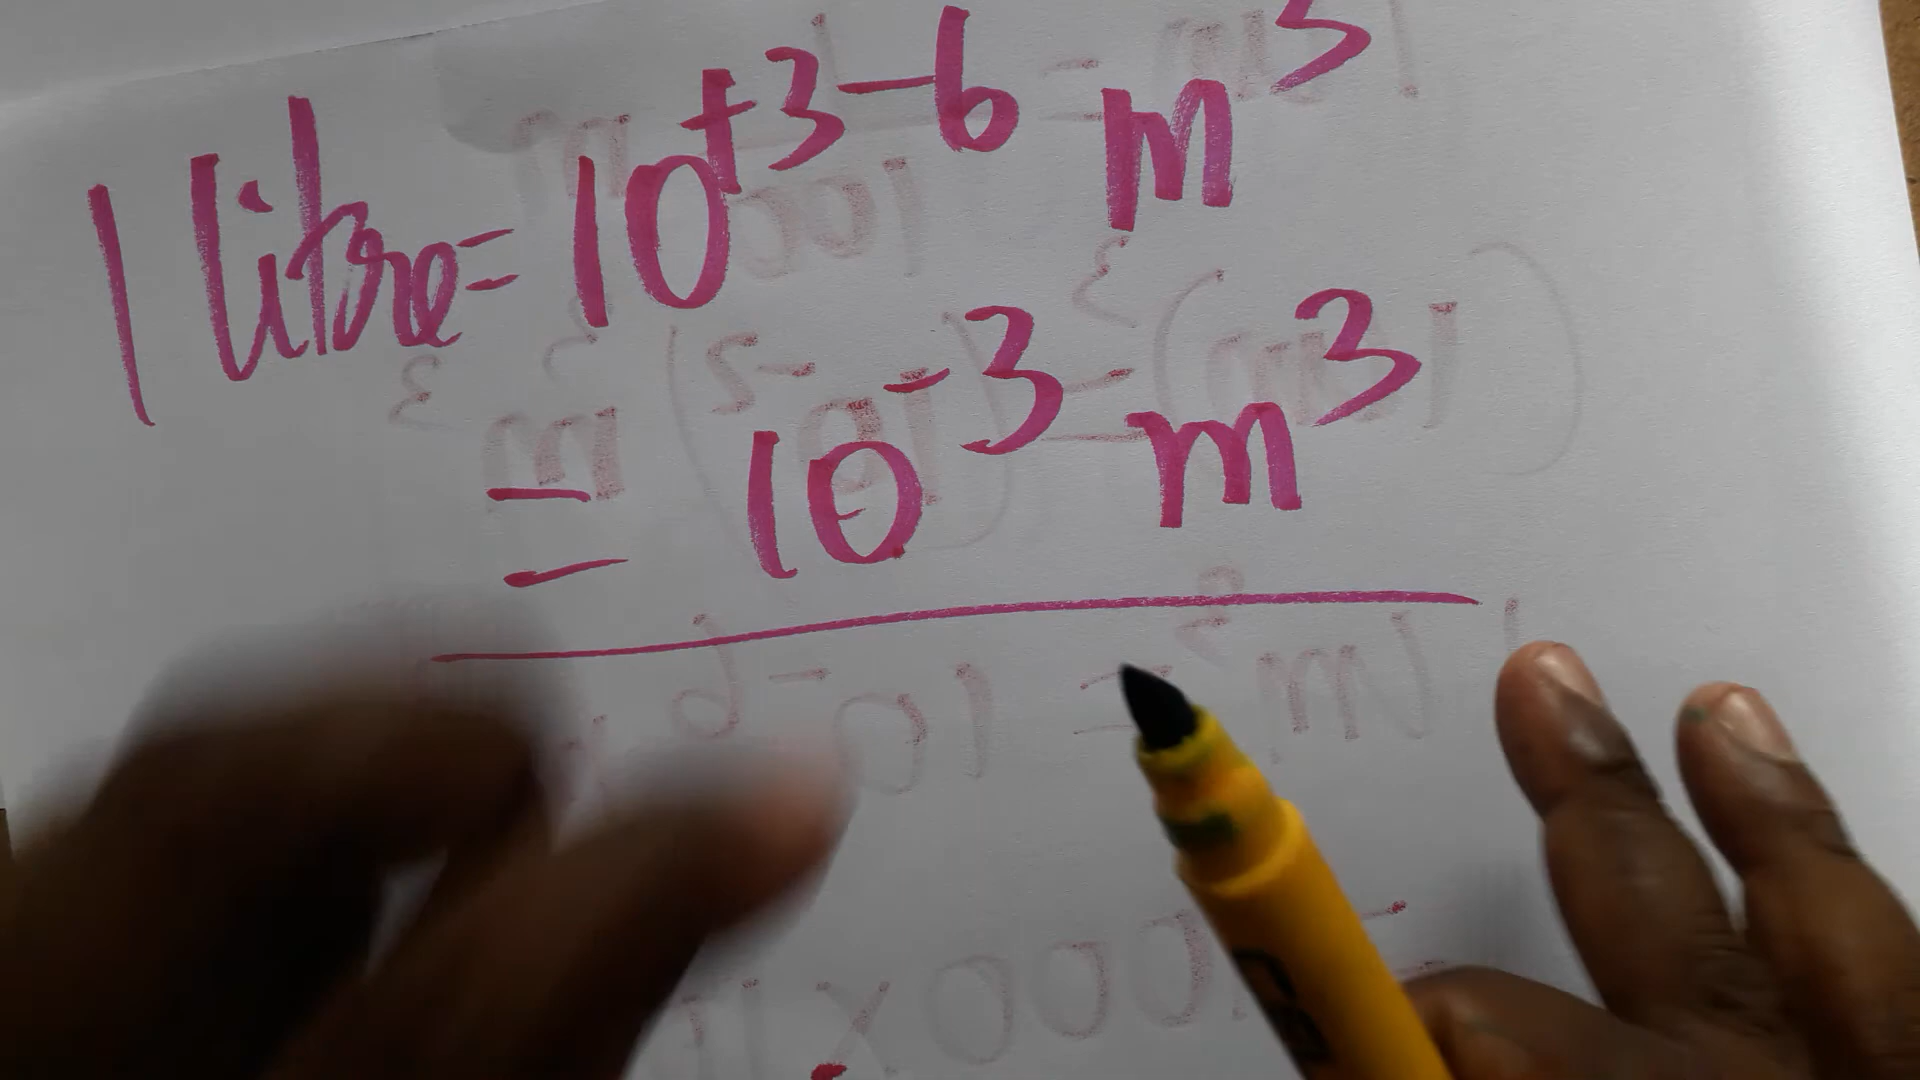 1 litre = 10^{+3-6} m^3
= 10^{-3} m^3